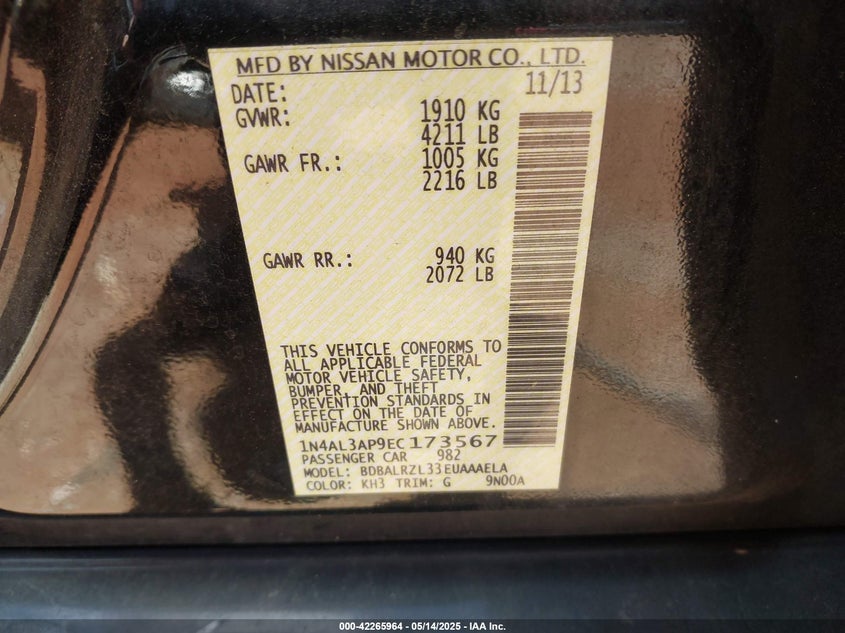 MFD BY NISSAN MOTOR CO., LTD.
DATE: 11/13
GVWR: 1910 KG
4211 LB
GAWR FR.: 1005 KG
2216 LB
GAWR RR.: 940 KG
2072 LB
THIS VEHICLE CONFORMS TO
ALL APPLICABLE FEDERAL
MOTOR VEHICLE SAFETY,
BUMPER, AND THEFT
PREVENTION STANDARDS IN
EFFECT ON THE DATE OF
MANUFACTURE SHOWN ABOVE.
1N4AL3AP9EC173567
PASSENGER CAR 982
MODEL: BDBALRZL33EUAAAELA
COLOR: KH3 TRIM: G 9N00A
000-42265964 - 05/14/2025 - IAA Inc.